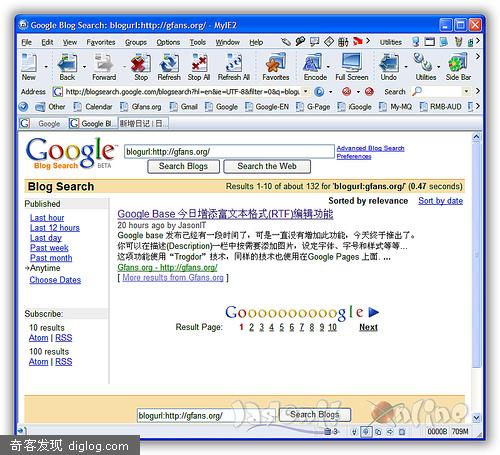 Google Blog Search: blogurl:http://gfans.org/ - MyIE2
File Edit View Favorites Groups Options Tools Window Help Utilities
New Back Forward Stop Refresh Stop All Refresh All Favorites Encode Full Screen Undo Utilities Side Bar
Address http://blogsearch.google.com/blogsearch?hl=en&ie=UTF-8&filter=0&q=blogu Search
Other Calendar Gfans.org Gmail Google Google-EN G-Page iGoogle My-MQ RMB-AUD
Google Google Bl... 新增日记 | 日...
Google
Blog Search BETA
blogurl:http://gfans.org/
Search Blogs Search the Web
Advanced Blog Search
Preferences
Blog Search Results 1-10 of about 132 for 'blogurl:gfans.org/' (0.47 seconds)
Published
Last hour
Last 12 hours
Last day
Past week
Past month
Anytime
Choose Dates
Subscribe:
10 results
Atom | RSS
100 results
Atom | RSS
Sorted by relevance Sort by date
Google Base 今日增添富文本格式(RTF)编辑功能
20 hours ago by JasonIT
Google base 发布己经有一段时间了，可是一直没有增加此功能，今天终于推出了。
你可以在描述(Description)一栏中按需要添加图片，设定字体、字号和样式等等...
这项功能使用“Trogdor”技术，同样的技术也使用在Google Pages 上面. ...
Gfans.org - http://gfans.org/
[ More results from Gfans.org ]
Goooooooooogle
Result Page: 1 2 3 4 5 6 7 8 9 10 Next
blogurl:http://gfans.org/ Search Blogs
Online
3 0000B 709M
奇客发现 diglog.com